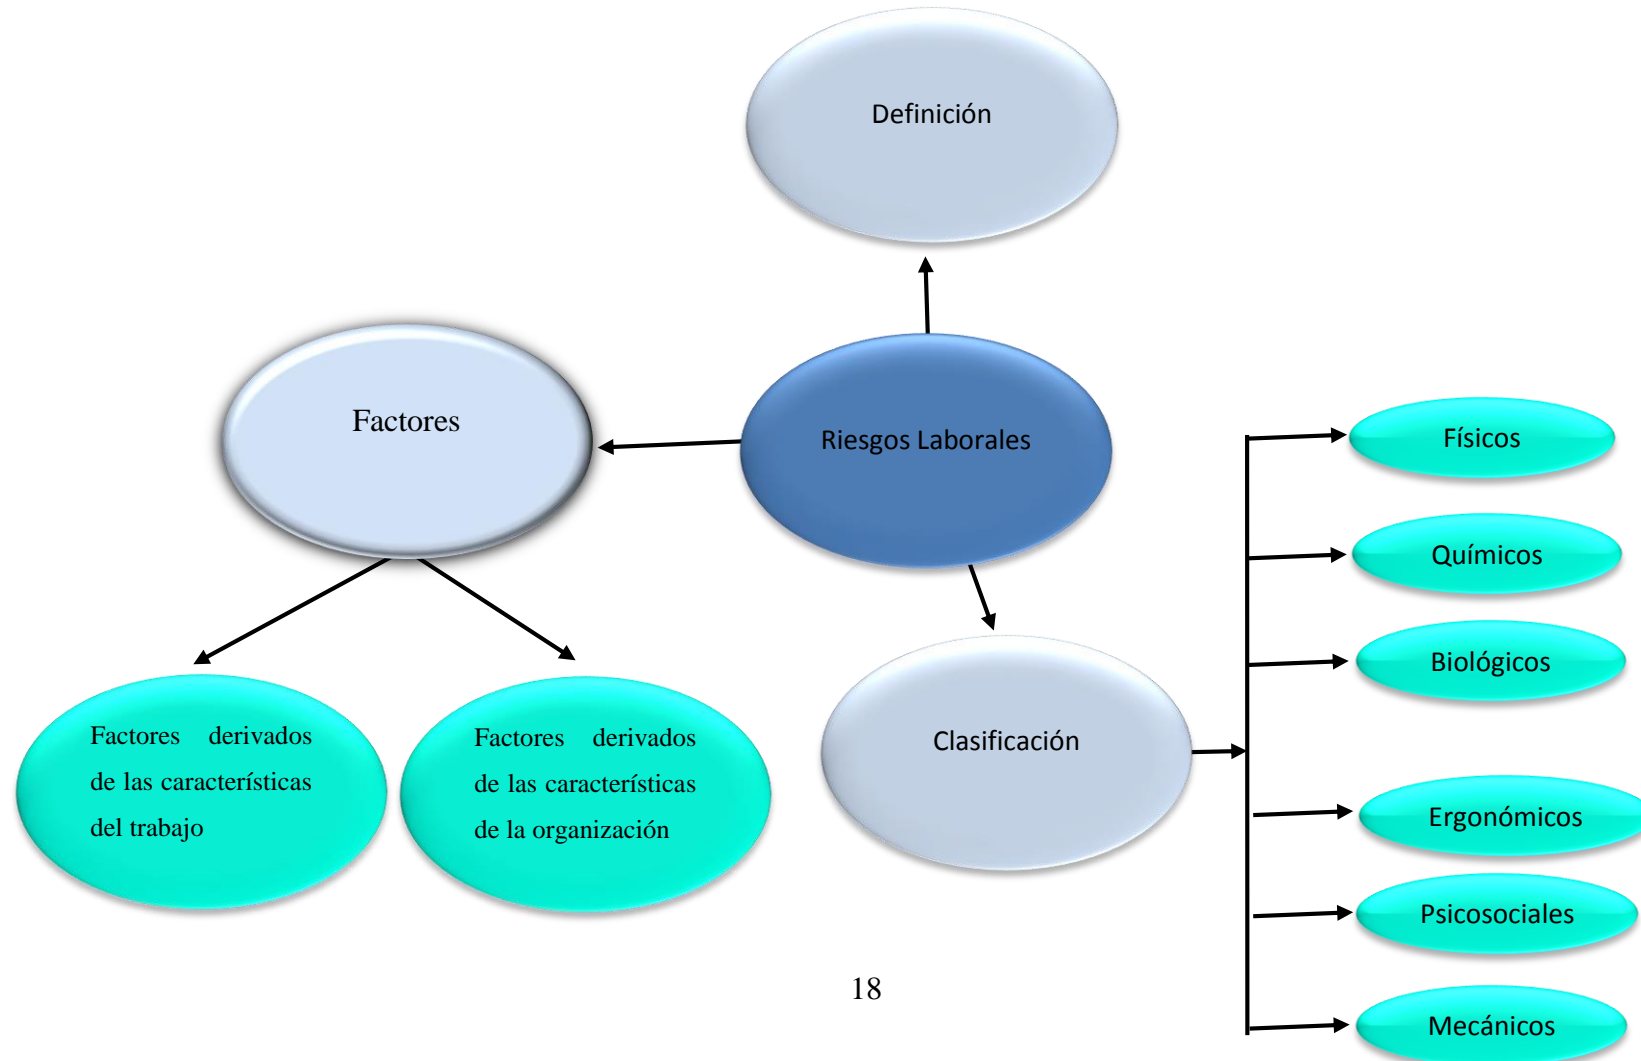 Definición
Factores
Riesgos Laborales
Físicos
Químicos
Biológicos
Factores derivados
de las características
del trabajo
Factores derivados
de las características
de la organización
Clasificación
Ergonómicos
Psicosociales
Mecánicos
18